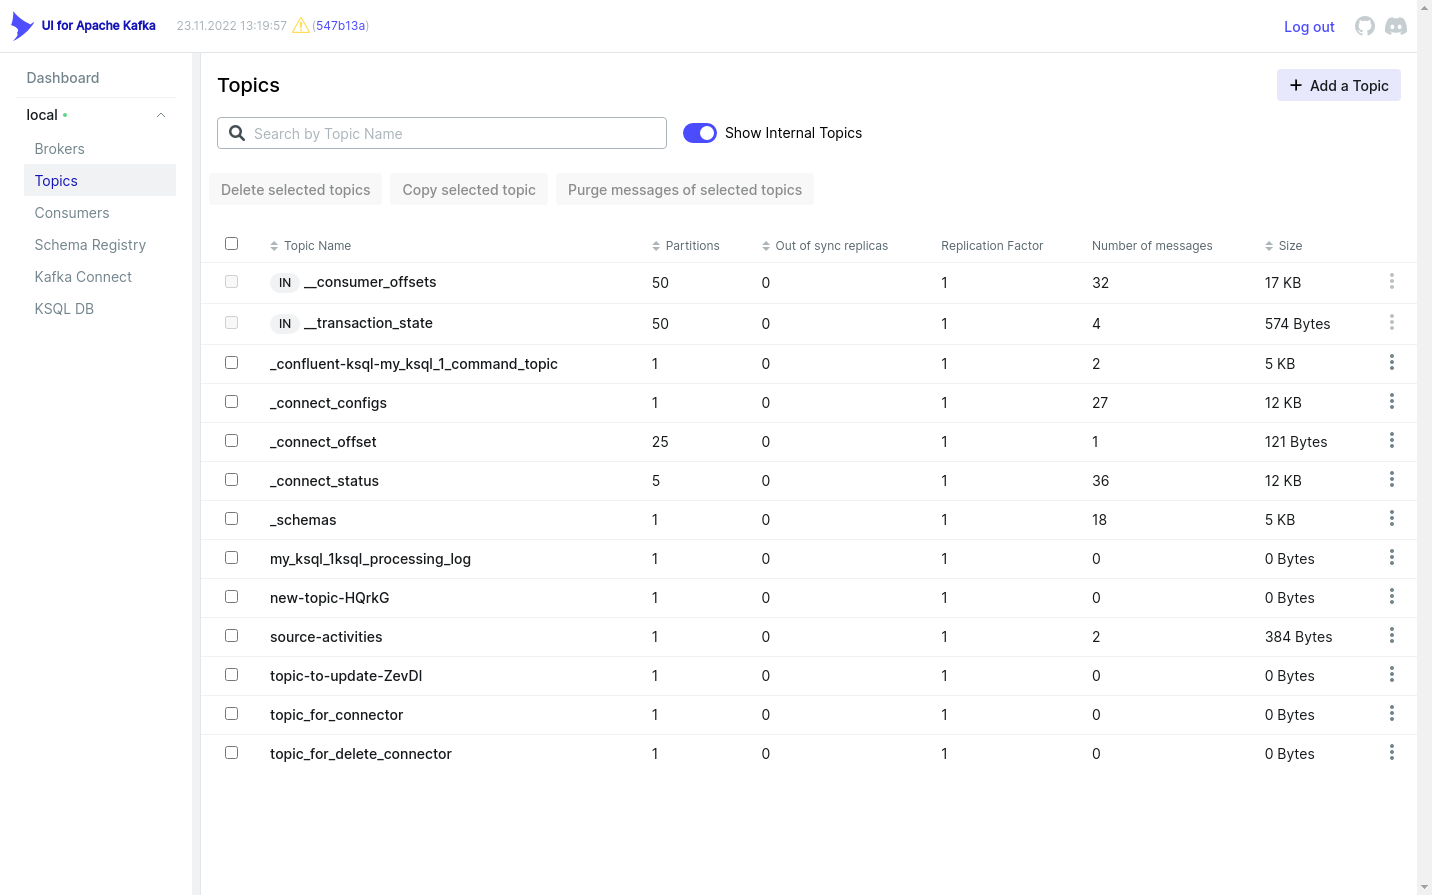 UI for Apache Kafka 23.11.2022 13:19:57 (547b13a) Log out
Dashboard
local
Brokers
Topics
Consumers
Schema Registry
Kafka Connect
KSQL DB
Topics
Add a Topic
Search by Topic Name Show Internal Topics
Delete selected topics Copy selected topic Purge messages of selected topics
Topic Name Partitions Out of sync replicas Replication Factor Number of messages Size
IN __consumer_offsets 50 0 1 32 17 KB
IN __transaction_state 50 0 1 4 574 Bytes
_confluent-ksql-my_ksql_1_command_topic 1 0 1 2 5 KB
_connect_configs 1 0 1 27 12 KB
_connect_offset 25 0 1 1 121 Bytes
_connect_status 5 0 1 36 12 KB
_schemas 1 0 1 18 5 KB
my_ksql_1ksql_processing_log 1 0 1 0 0 Bytes
new-topic-HQrkG 1 0 1 0 0 Bytes
source-activities 1 0 1 2 384 Bytes
topic-to-update-ZevDI 1 0 1 0 0 Bytes
topic_for_connector 1 0 1 0 0 Bytes
topic_for_delete_connector 1 0 1 0 0 Bytes